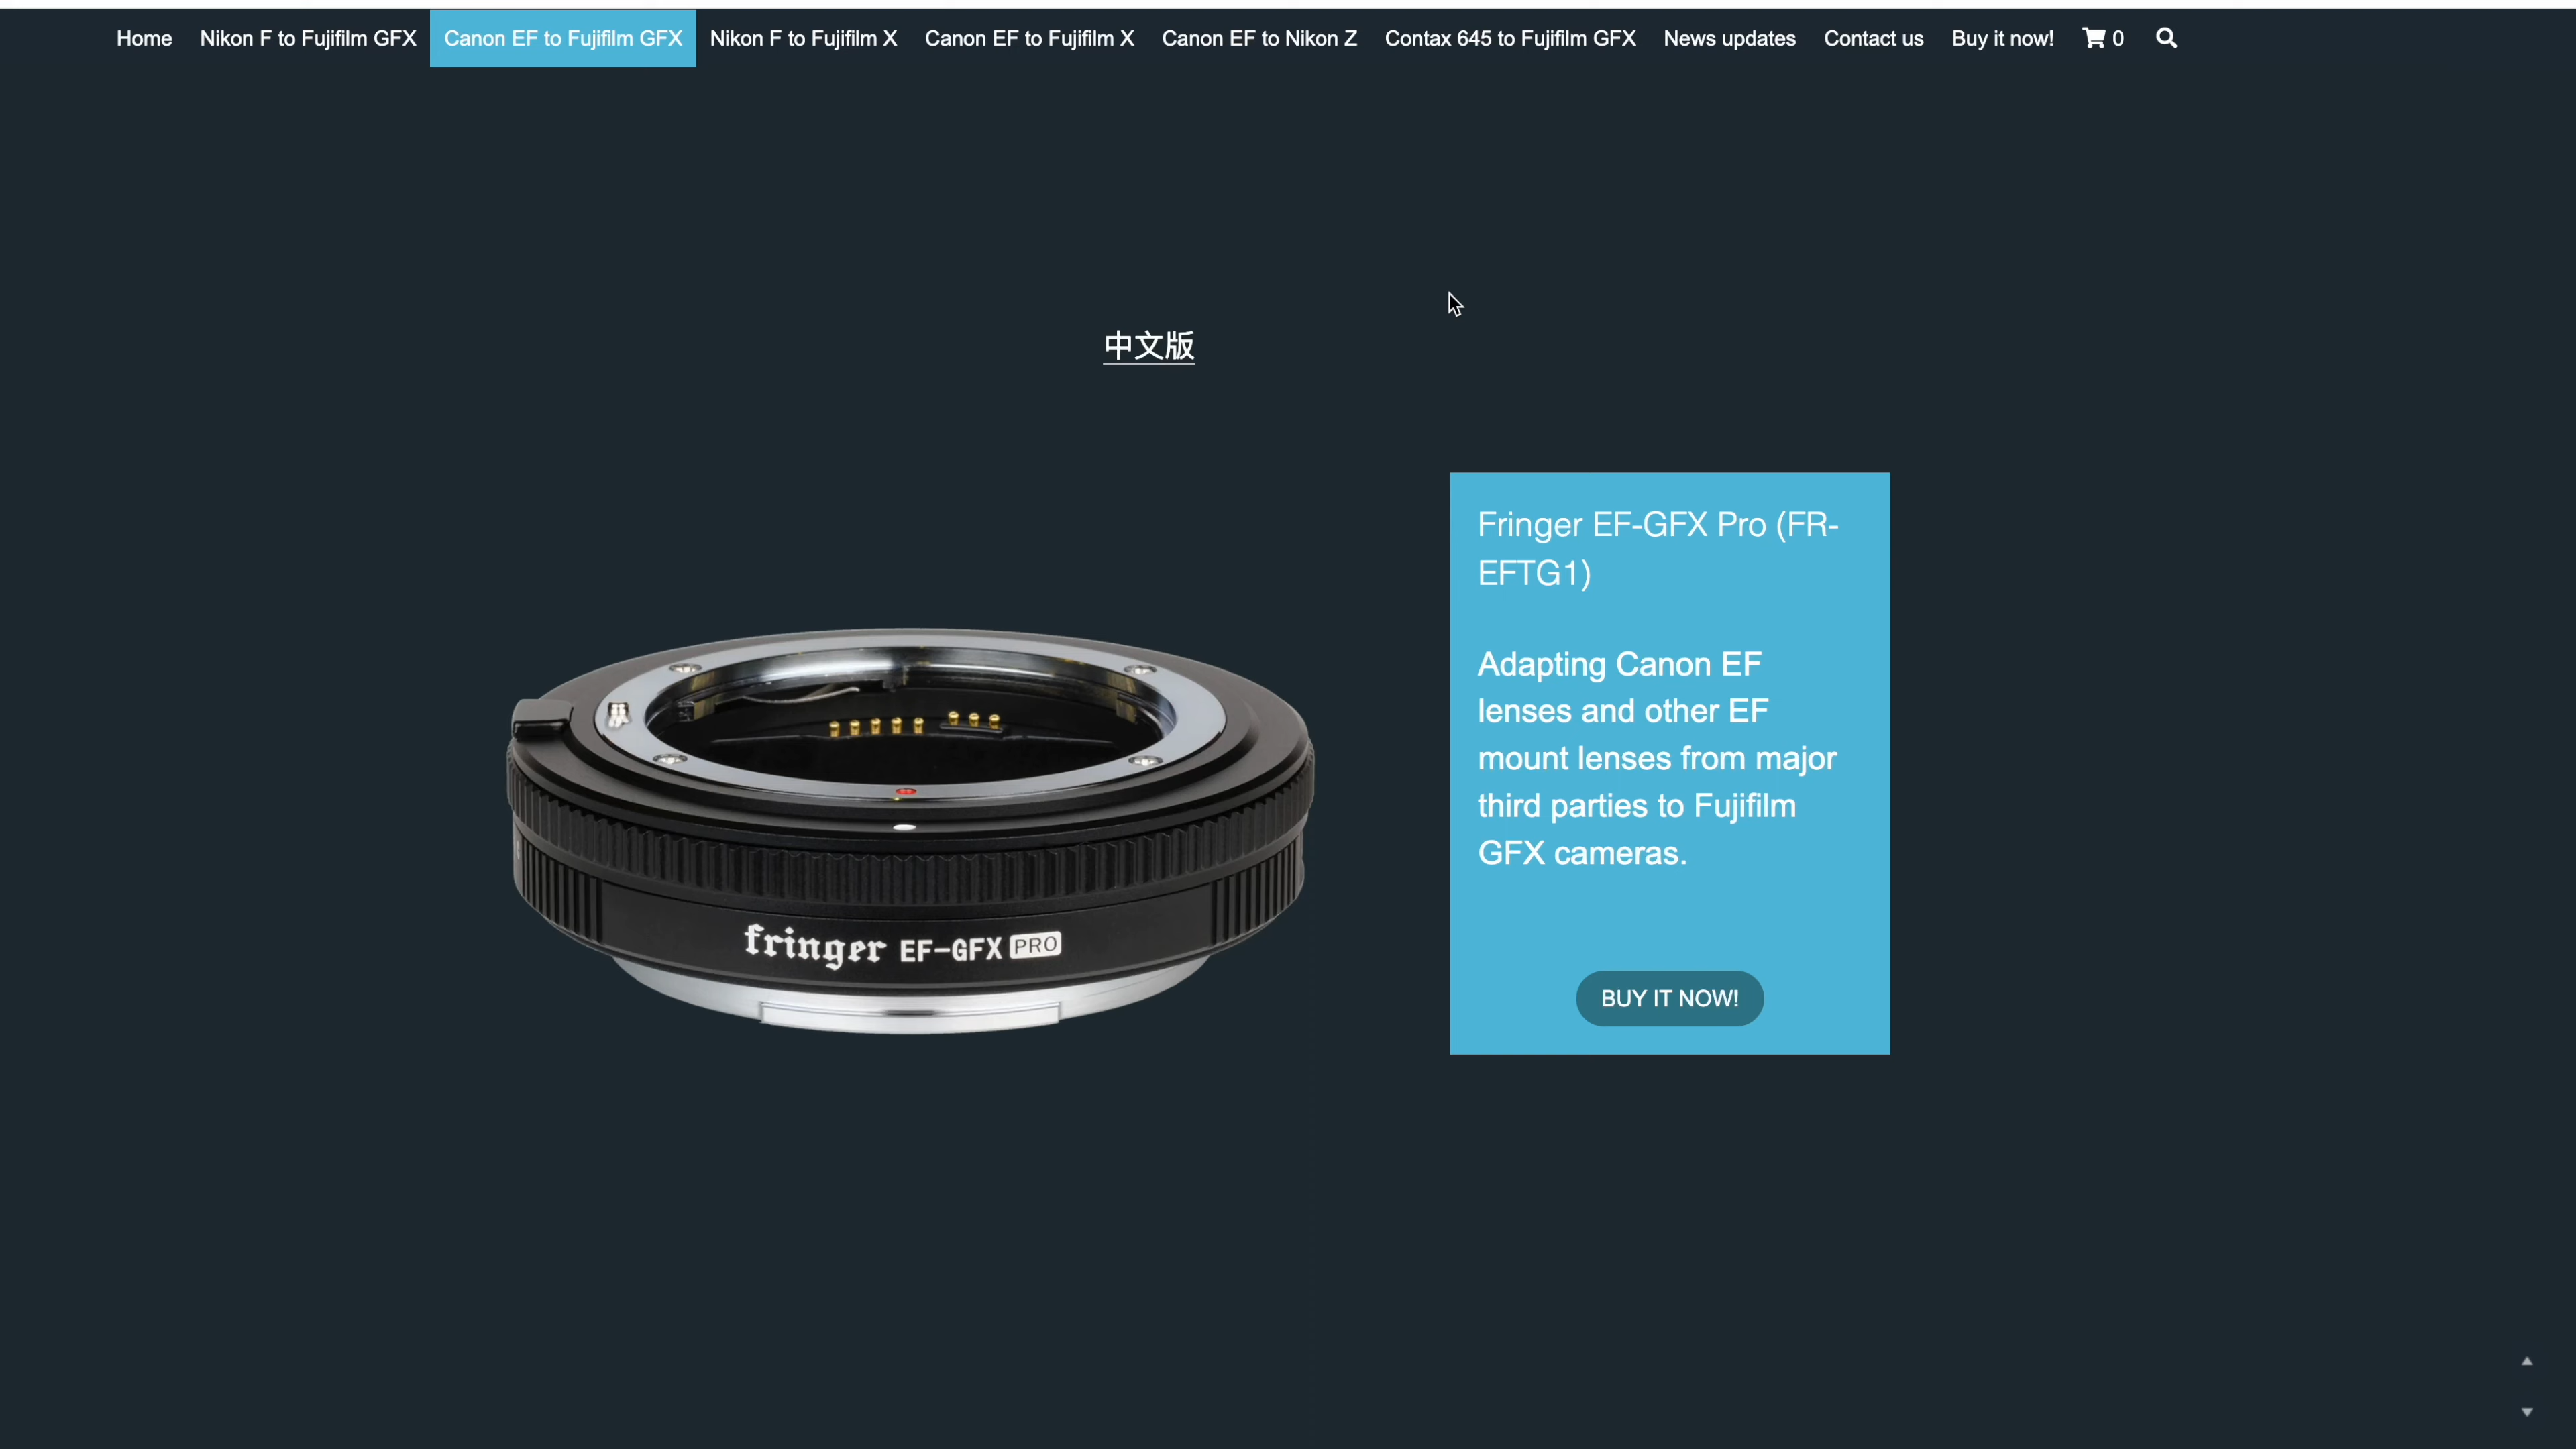 Home Nikon F to Fujifilm GFX Canon EF to Fujifilm GFX Nikon F to Fujifilm X Canon EF to Fujifilm X Canon EF to Nikon Z Contax 645 to Fujifilm GFX News updates Contact us Buy it now! 0
中文版
Fringer EF-GFX Pro (FR-
EFTG1)
Adapting Canon EF
lenses and other EF
mount lenses from major
third parties to Fujifilm
GFX cameras.
fringer EF-GFX PRO
BUY IT NOW!